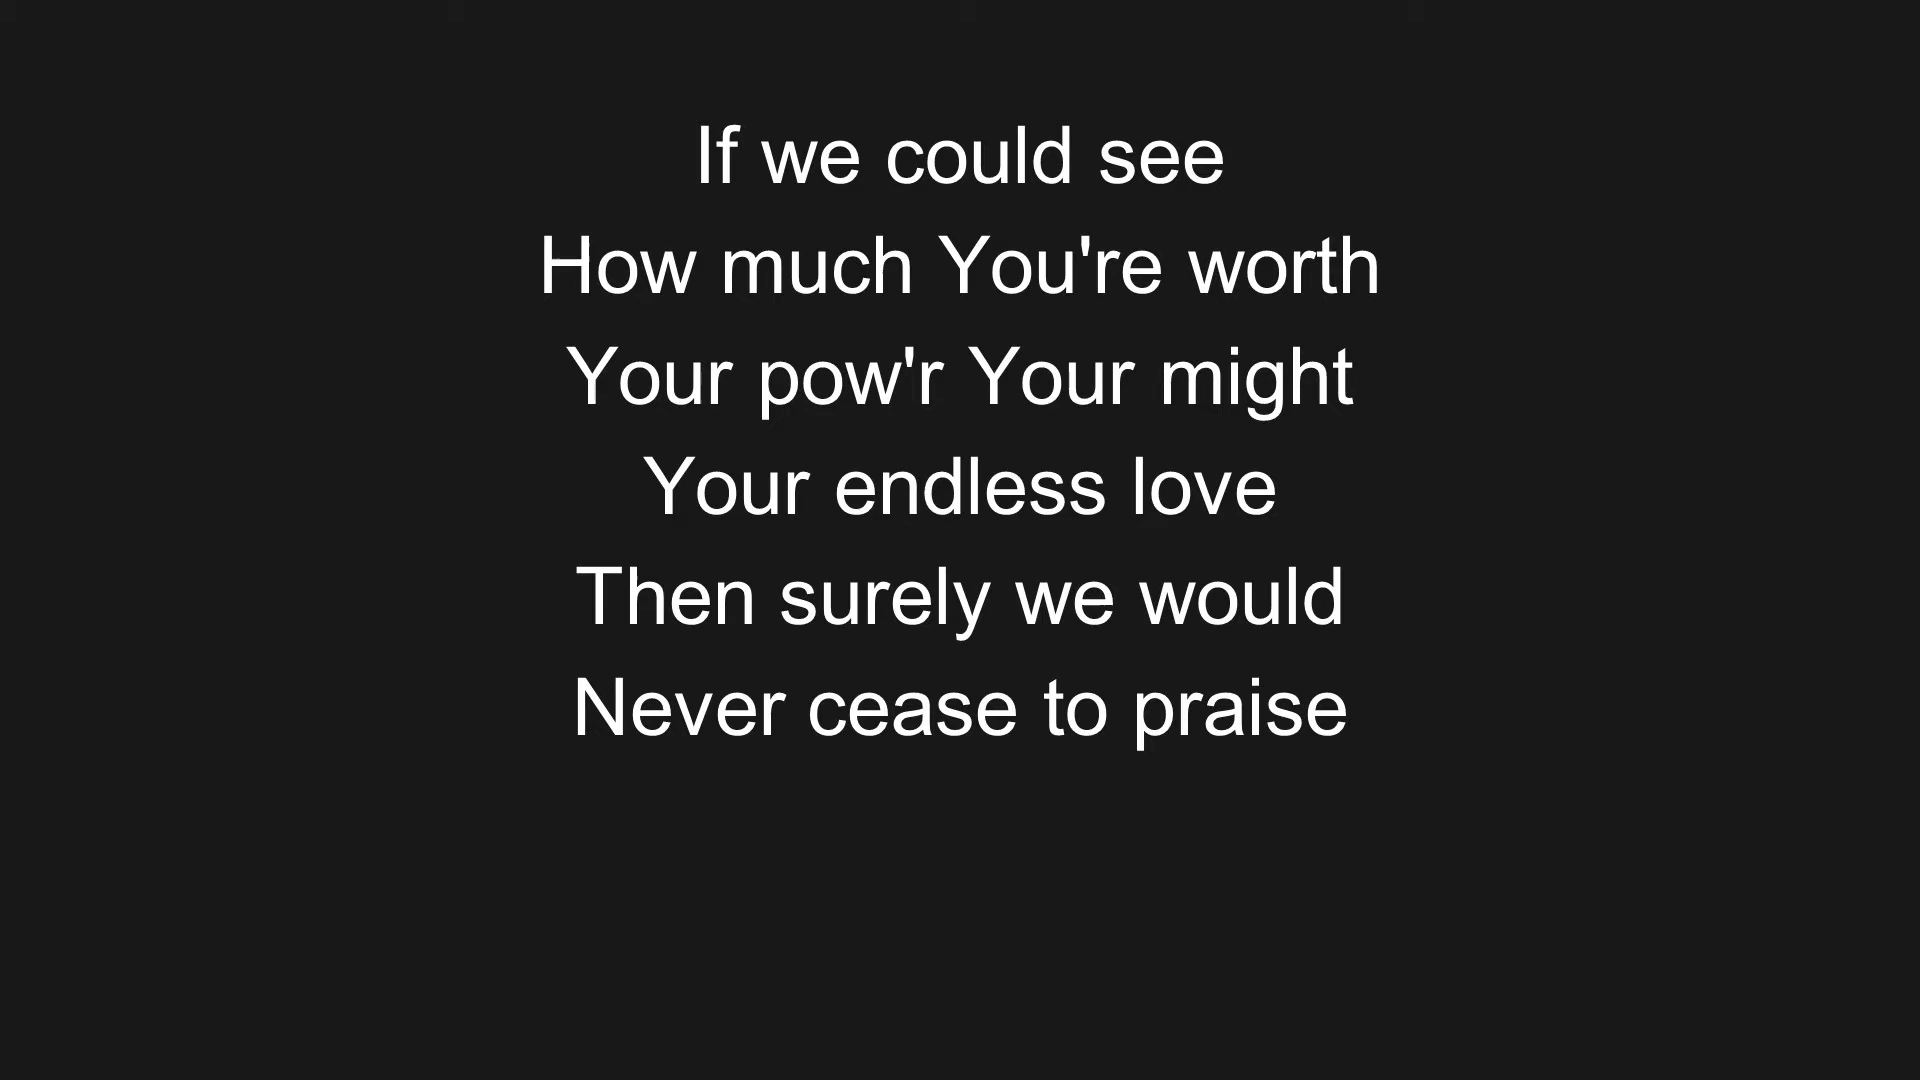 If we could see
How much You're worth
Your pow'r Your might
Your endless love
Then surely we would
Never cease to praise